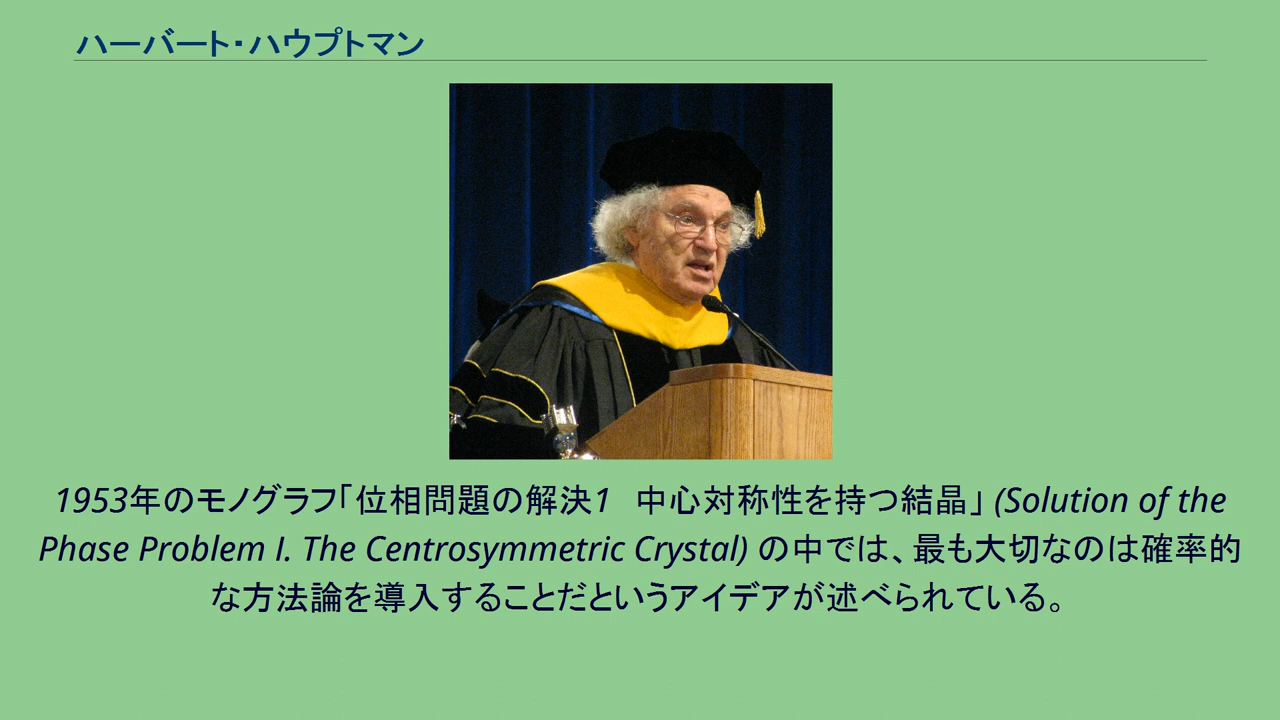 ハーバート・ハウプトマン
1953年のモノグラフ「位相問題の解決1　中心対称性を持つ結晶」 (Solution of the
Phase Problem I. The Centrosymmetric Crystal) の中では、最も大切なのは確率的
な方法論を導入することだというアイデアが述べられている。